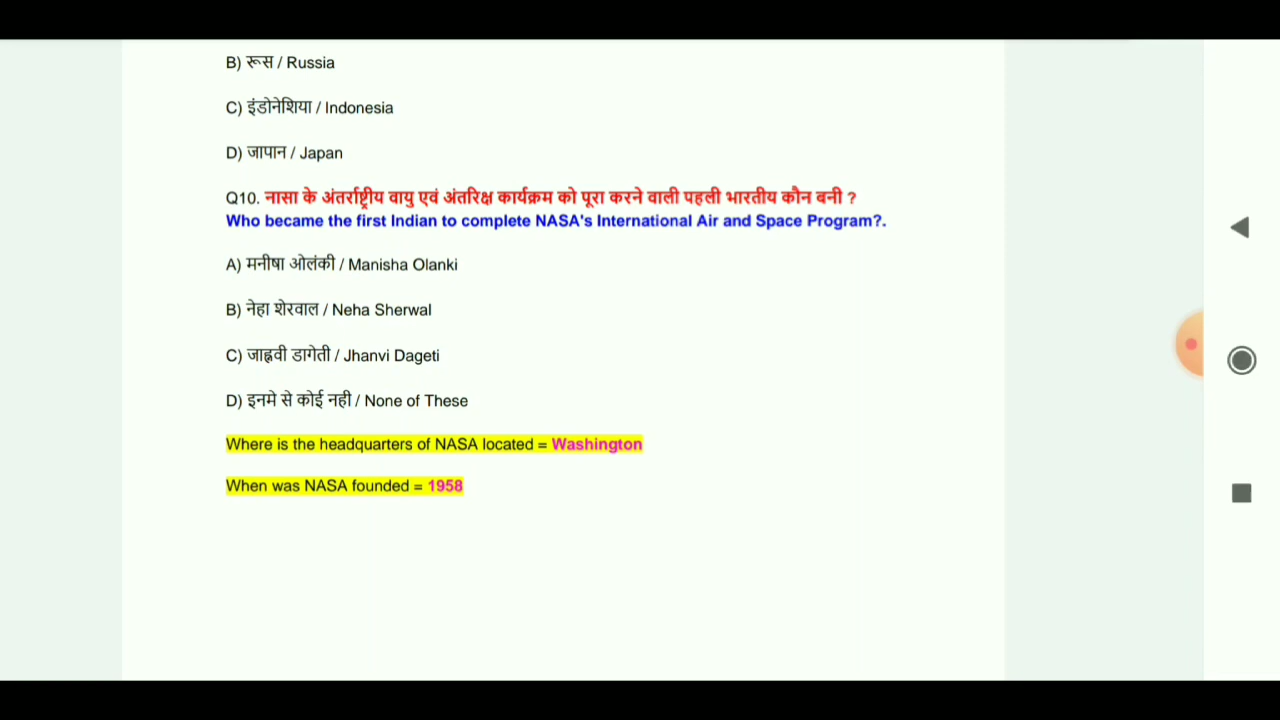 B) रूस / Russia
C) इंडोनेशिया / Indonesia
D) जापान / Japan
Q10. नासा के अंतर्राष्ट्रीय वायु एवं अंतरिक्ष कार्यक्रम को पूरा करने वाली पहली भारतीय कौन बनी ?
Who became the first Indian to complete NASA's International Air and Space Program?.
A) मनीषा ओलंकी / Manisha Olanki
B) नेहा शेरवाल / Neha Sherwal
C) जाह्नवी डागेती / Jhanvi Dageti
D) इनमे से कोई नही / None of These
Where is the headquarters of NASA located = Washington
When was NASA founded = 1958